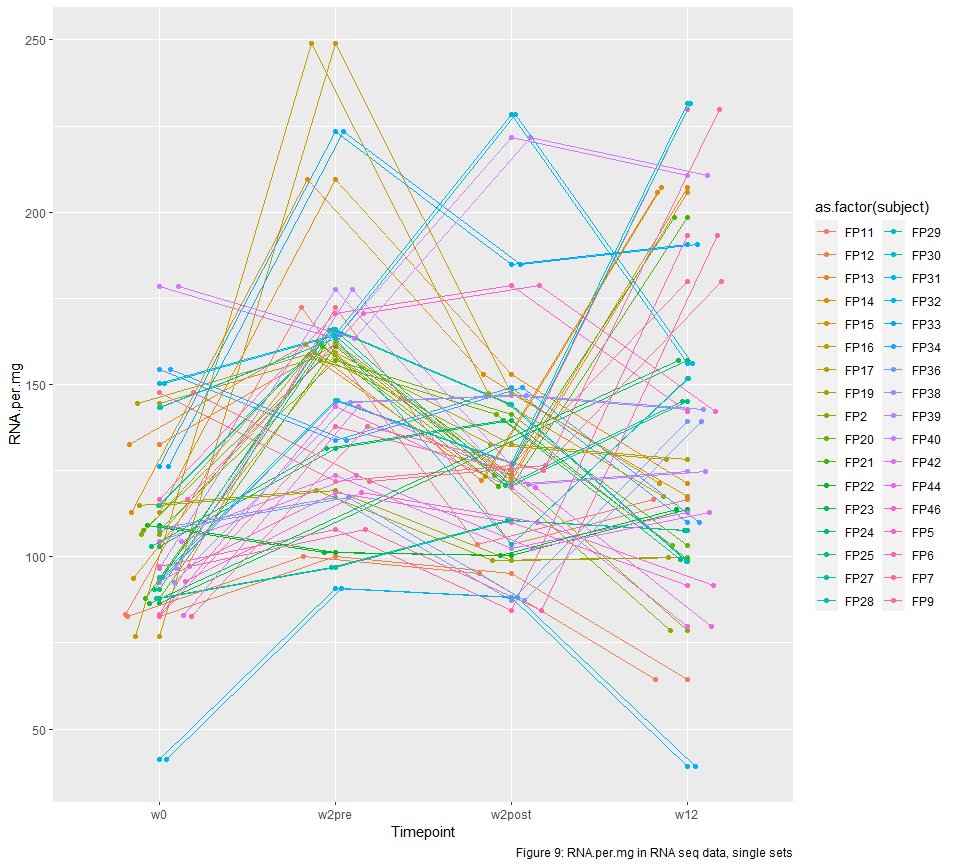 250
200
150
100
50
RNA.per.mg
w0
w2pre
w2post
w12
Timepoint
Figure 9: RNA.per.mg in RNA seq data, single sets
as.factor(subject)
FP11
FP12
FP13
FP14
FP15
FP16
FP17
FP19
FP2
FP20
FP21
FP22
FP23
FP24
FP25
FP27
FP28
FP29
FP30
FP31
FP32
FP33
FP34
FP36
FP38
FP39
FP40
FP42
FP44
FP46
FP5
FP6
FP7
FP9